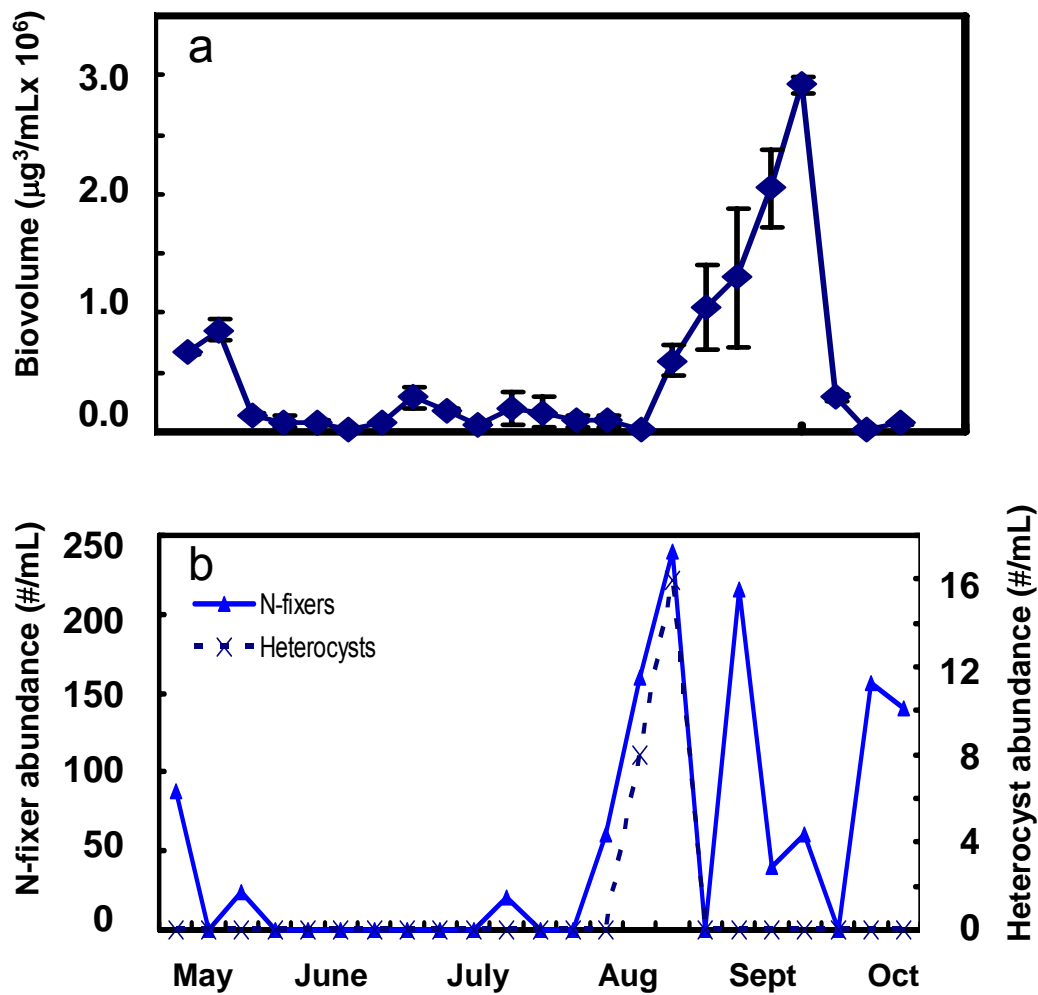 a
Biovolume (µg³/mLx 10⁶)
3.0
2.0
1.0
0.0
b
N-fixer abundance (#/mL)
250
200
150
100
50
0
N-fixers
Heterocysts
Heterocyst abundance (#/mL)
16
12
8
4
0
May June July Aug Sept Oct